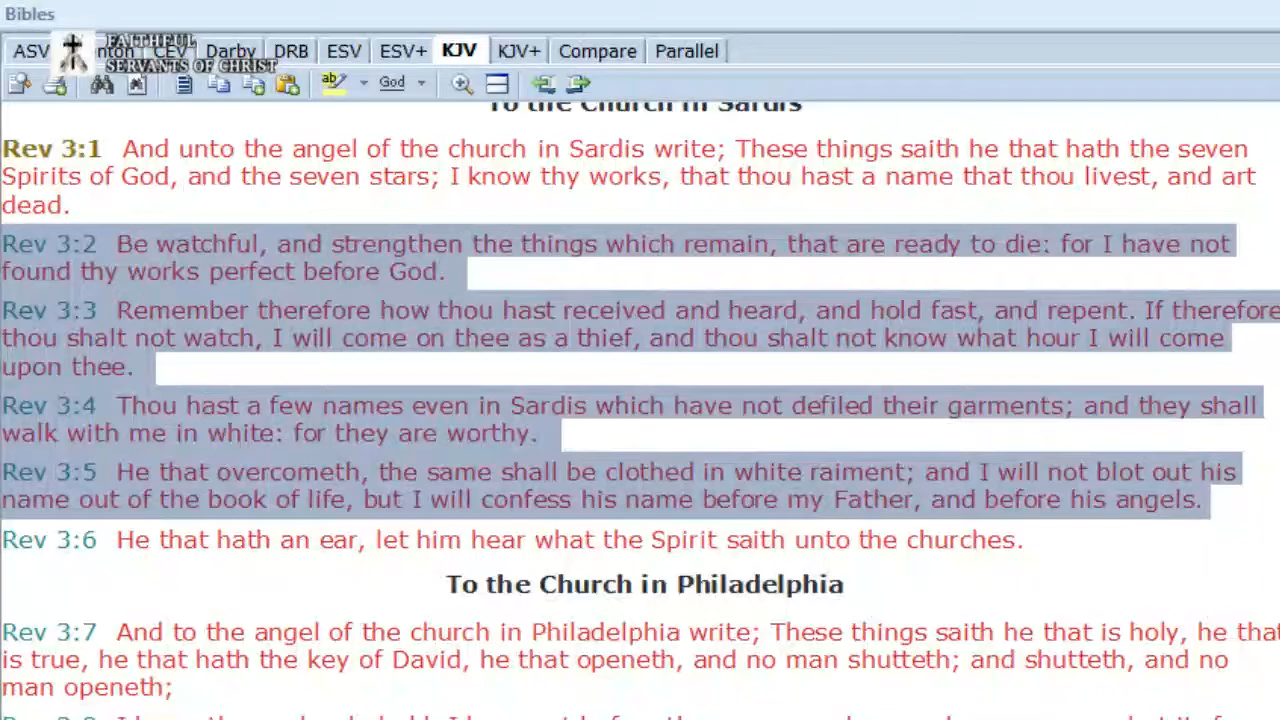 Bibles
ASV
CEV Darby DRB ESV ESV+ KJV KJV+ Compare Parallel
FAITHFUL
SERVANTS OF CHRIST
God
To the Church in Sardis
Rev 3:1 And unto the angel of the church in Sardis write; These things saith he that hath the seven
Spirits of God, and the seven stars; I know thy works, that thou hast a name that thou livest, and art
dead.
Rev 3:2 Be watchful, and strengthen the things which remain, that are ready to die: for I have not
found thy works perfect before God.
Rev 3:3 Remember therefore how thou hast received and heard, and hold fast, and repent. If therefore
thou shalt not watch, I will come on thee as a thief, and thou shalt not know what hour I will come
upon thee.
Rev 3:4 Thou hast a few names even in Sardis which have not defiled their garments; and they shall
walk with me in white: for they are worthy.
Rev 3:5 He that overcometh, the same shall be clothed in white raiment; and I will not blot out his
name out of the book of life, but I will confess his name before my Father, and before his angels.
Rev 3:6 He that hath an ear, let him hear what the Spirit saith unto the churches.
To the Church in Philadelphia
Rev 3:7 And to the angel of the church in Philadelphia write; These things saith he that is holy, he that
is true, he that hath the key of David, he that openeth, and no man shutteth; and shutteth, and no
man openeth;